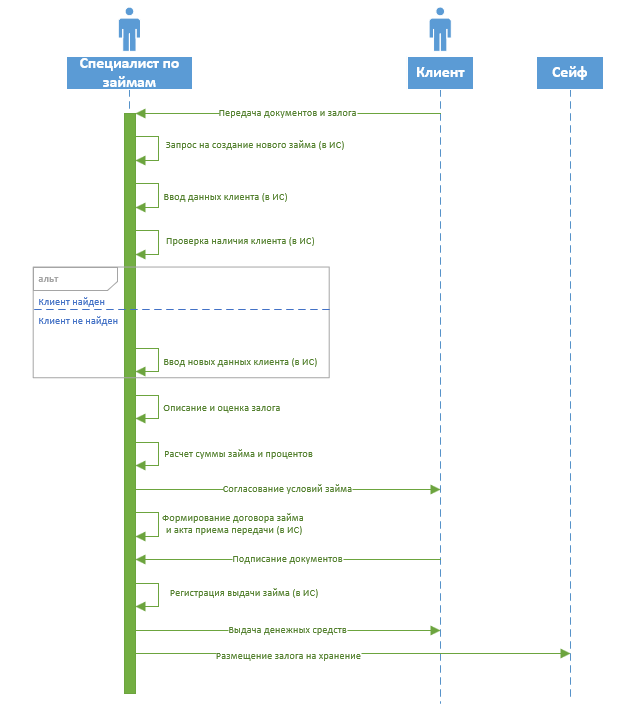 Специалист по
займам
Клиент
Сейф
Передача документов и залога
Запрос на создание нового займа (в ИС)
Ввод данных клиента (в ИС)
Проверка наличия клиента (в ИС)
альт
Клиент найден
Клиент не найден
Ввод новых данных клиента (в ИС)
Описание и оценка залога
Расчет суммы займа и процентов
Согласование условий займа
Формирование договора займа
и акта приема передачи (в ИС)
Подписание документов
Регистрация выдачи займа (в ИС)
Выдача денежных средств
Размещение залога на хранение